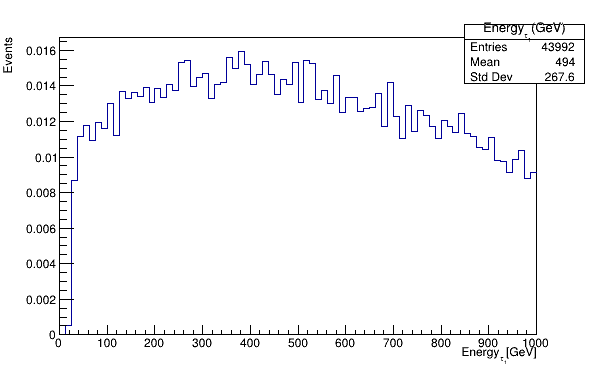 Energy_τ₁(GeV)
Entries 43992
Mean 494
Std Dev 267.6
Events
0.016
0.014
0.012
0.01
0.008
0.006
0.004
0.002
0
0 100 200 300 400 500 600 700 800 900 1000
Energy_τ₁[GeV]